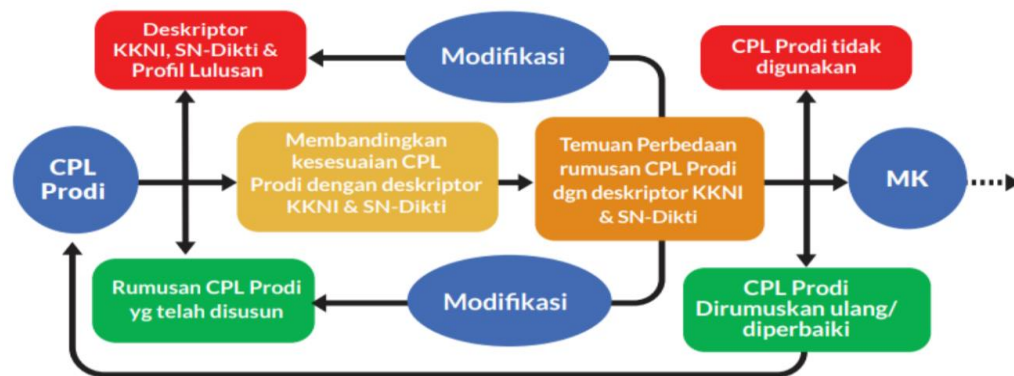 Deskriptor
KKNI, SN-Dikti &
Profil Lulusan
Modifikasi
CPL Prodi tidak
digunakan
CPL
Prodi
Membandingkan
kesesuaian CPL
Prodi dengan deskriptor
KKNI & SN-Dikti
Temuan Perbedaan
rumusan CPL Prodi
dgn deskriptor KKNI
& SN-Dikti
MK
Rumusan CPL Prodi
yg telah disusun
Modifikasi
CPL Prodi
Dirumuskan ulang/
diperbaiki